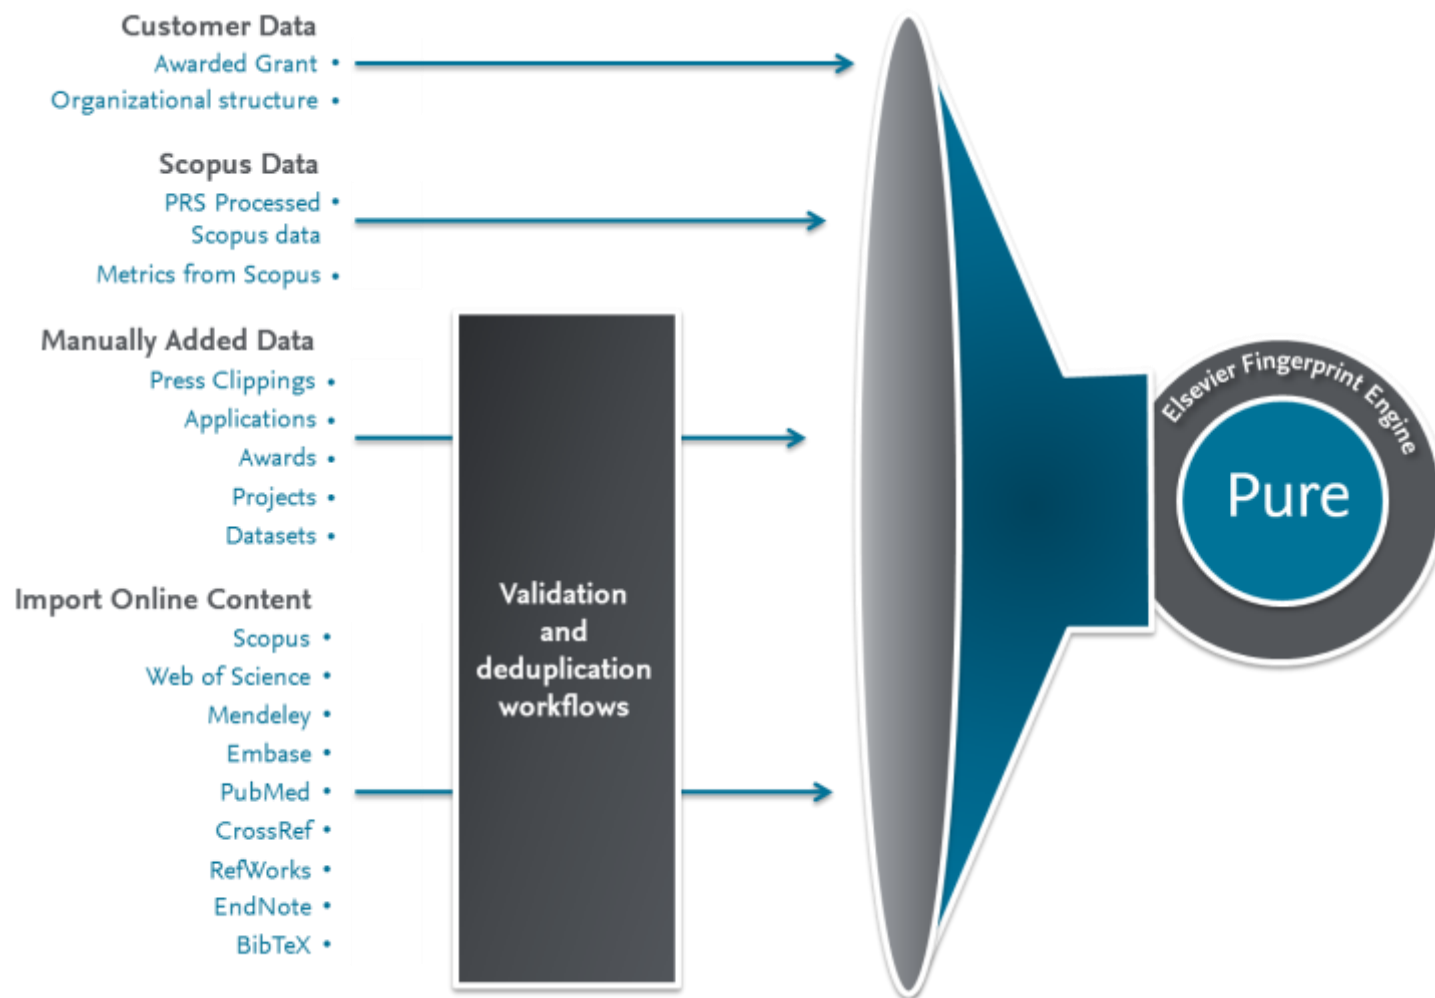 Customer Data
Awarded Grant •
Organizational structure •
Scopus Data
PRS Processed •
Scopus data
Metrics from Scopus •
Manually Added Data
Press Clippings •
Applications •
Awards •
Projects •
Datasets •
Import Online Content
Scopus •
Web of Science •
Mendeley •
Embase •
PubMed •
CrossRef •
RefWorks •
EndNote •
BibTeX •
Validation
and
deduplication
workflows
Elsevier Fingerprint Engine
Pure